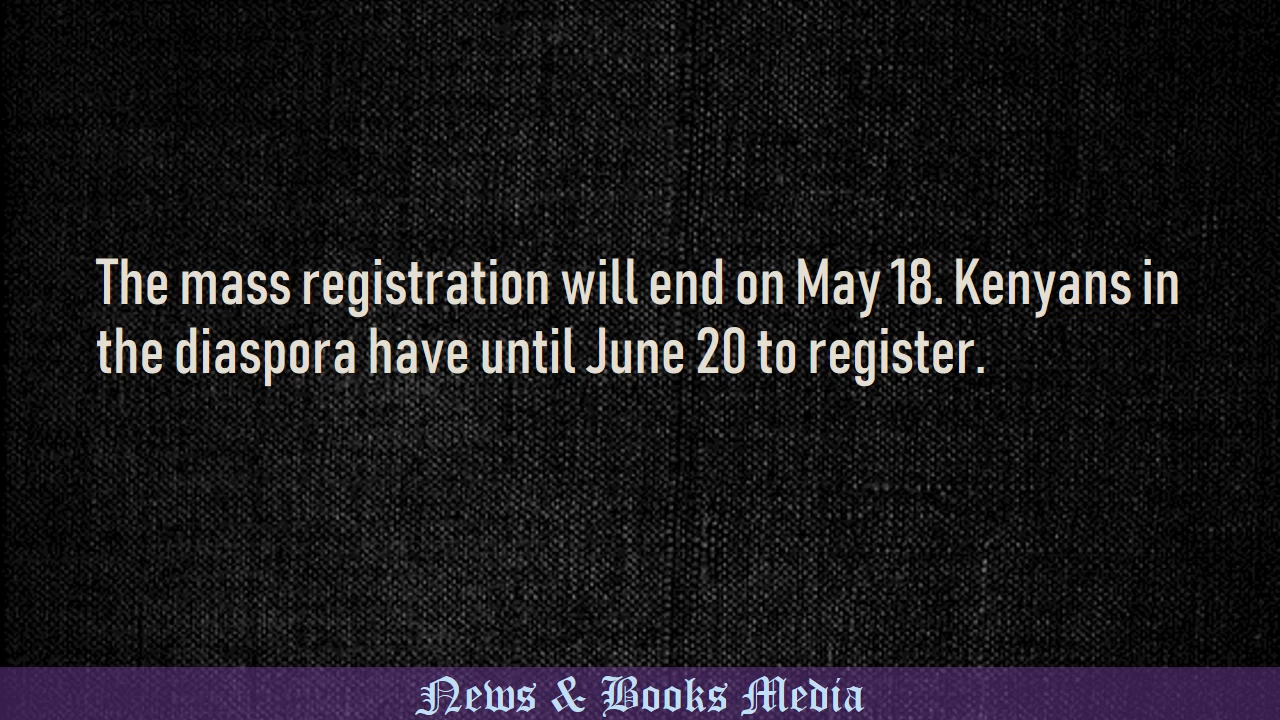 The mass registration will end on May 18. Kenyans in
the diaspora have until June 20 to register.
News & Books Media